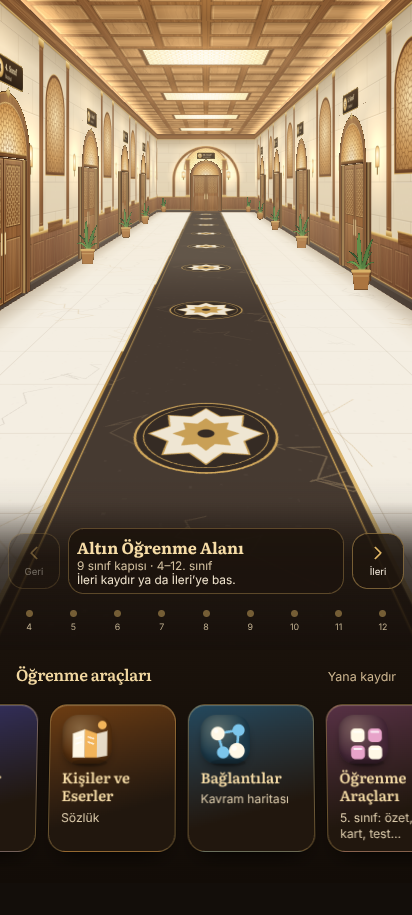 Altın Öğrenme Alanı
9 sınıf kapısı · 4–12. sınıf
İleri kaydır ya da İleri'ye bas.
Geri
İleri
4 5 6 7 8 9 10 11 12
Öğrenme araçları
Yana kaydır
Kişiler ve
Eserler
Sözlük
Bağlantılar
Kavram haritası
Öğrenme
Araçları
5. sınıf: özet,
kart, test...